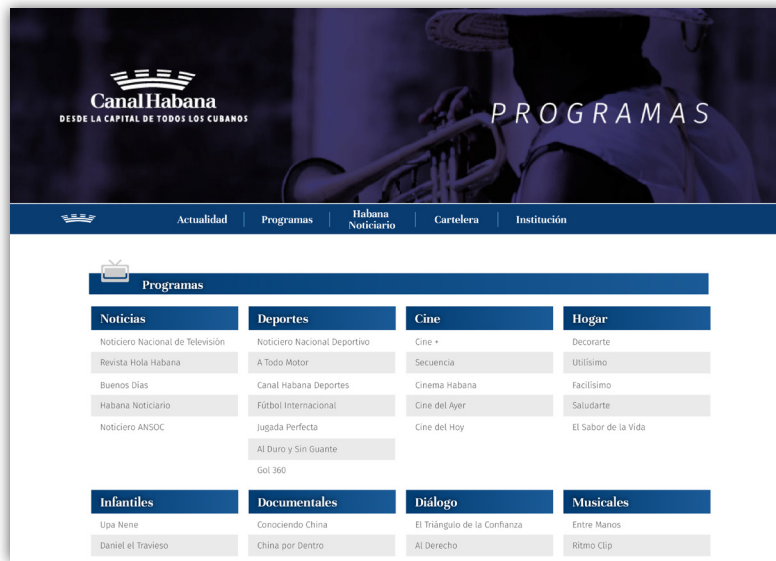 CanalHabana
DESDE LA CAPITAL DE TODOS LOS CUBANOS
PROGRAMAS
Actualidad
Programas
Habana
Noticiario
Cartelera
Institución
Programas
Noticias
Noticiero Nacional de Televisiòn
Revista Hola Habana
Buenos Días
Habana Noticiario
Noticiero ANSOC
Deportes
Noticiero Nacional Deportivo
A Todo Motor
Canal Habana Deportes
Fútbol Internacional
Jugada Perfecta
Al Duro y Sin Guante
Gol 360
Cine
Cine +
Secuencia
Cinema Habana
Cine del Ayer
Cine del Hoy
Hogar
Decorarte
Utilísimo
Facilísimo
Saludarte
El Sabor de la Vida
Infantiles
Upa Nene
Daniel el Travieso
Documentales
Conociendo China
China por Dentro
Diálogo
El Triángulo de la Confianza
Al Derecho
Musicales
Entre Manos
Ritmo Clip